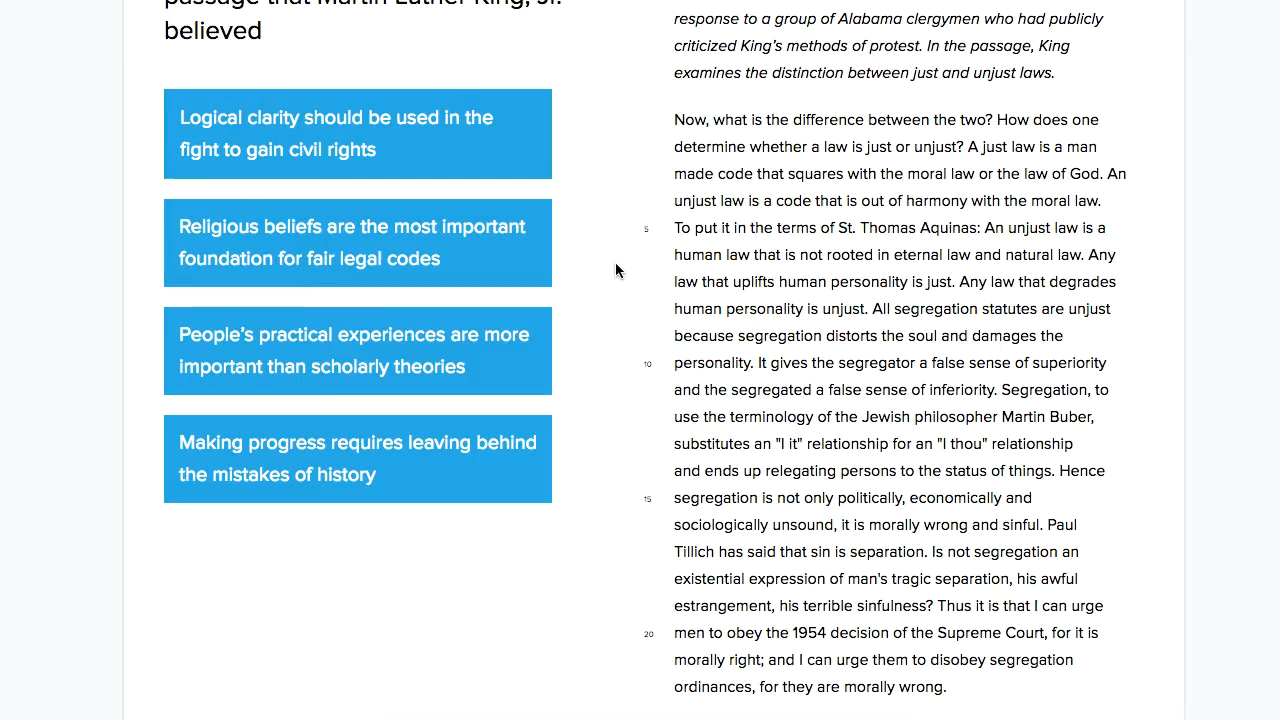 passage that Martin Luther King, Jr.
believed
Logical clarity should be used in the
fight to gain civil rights
Religious beliefs are the most important
foundation for fair legal codes
People’s practical experiences are more
important than scholarly theories
Making progress requires leaving behind
the mistakes of history
response to a group of Alabama clergymen who had publicly
criticized King’s methods of protest. In the passage, King
examines the distinction between just and unjust laws.
Now, what is the difference between the two? How does one
determine whether a law is just or unjust? A just law is a man
made code that squares with the moral law or the law of God. An
unjust law is a code that is out of harmony with the moral law.
5 To put it in the terms of St. Thomas Aquinas: An unjust law is a
human law that is not rooted in eternal law and natural law. Any
law that uplifts human personality is just. Any law that degrades
human personality is unjust. All segregation statutes are unjust
because segregation distorts the soul and damages the
10 personality. It gives the segregator a false sense of superiority
and the segregated a false sense of inferiority. Segregation, to
use the terminology of the Jewish philosopher Martin Buber,
substitutes an "I it" relationship for an "I thou" relationship
and ends up relegating persons to the status of things. Hence
15 segregation is not only politically, economically and
sociologically unsound, it is morally wrong and sinful. Paul
Tillich has said that sin is separation. Is not segregation an
existential expression of man's tragic separation, his awful
estrangement, his terrible sinfulness? Thus it is that I can urge
20 men to obey the 1954 decision of the Supreme Court, for it is
morally right; and I can urge them to disobey segregation
ordinances, for they are morally wrong.